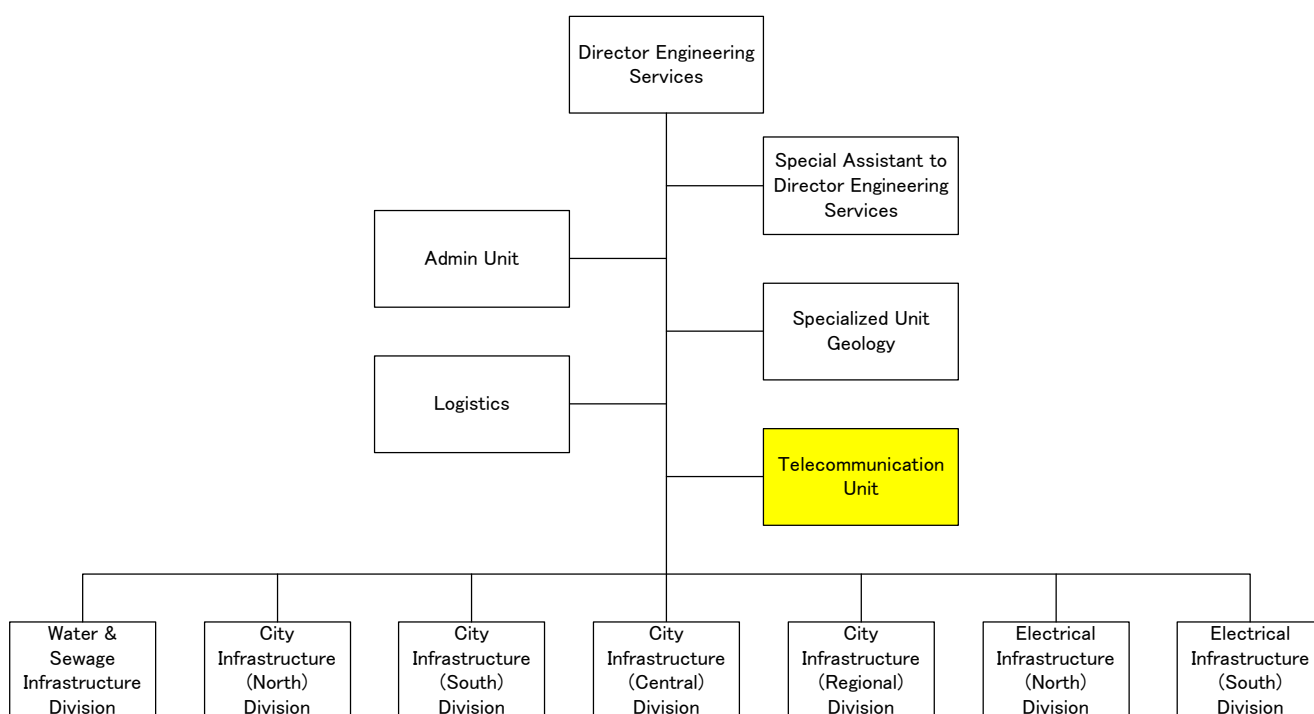 Director Engineering
Services
Special Assistant to
Director Engineering
Services
Admin Unit
Specialized Unit
Geology
Logistics
Telecommunication
Unit
Water &
Sewage
Infrastructure
Division
City
Infrastructure
(North)
Division
City
Infrastructure
(South)
Division
City
Infrastructure
(Central)
Division
City
Infrastructure
(Regional)
Division
Electrical
Infrastructure
(North)
Division
Electrical
Infrastructure
(South)
Division